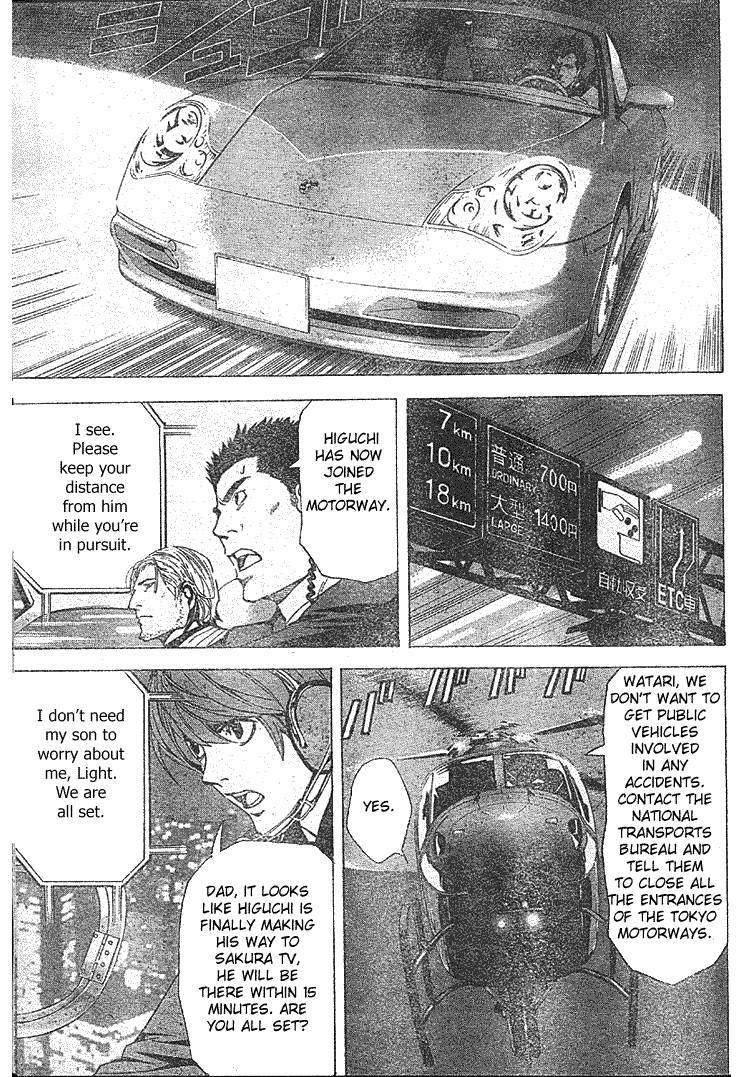 7km
10km
18km
普通 700円
ORDINARY
大型 1400円
LARGE
ETC車
HIGUCHI
HAS NOW
JOINED
THE
MOTORWAY.
I see.
Please
keep your
distance
from him
while you're
in pursuit.
WATARI, WE
DON'T WANT TO
GET PUBLIC
VEHICLES
INVOLVED
IN ANY
ACCIDENTS.
CONTACT THE
NATIONAL
TRANSPORTS
BUREAU AND
TELL THEM
TO CLOSE ALL
THE ENTRANCES
OF THE TOKYO
MOTORWAYS.
YES.
DAD, IT LOOKS
LIKE HIGUCHI IS
FINALLY MAKING
HIS WAY TO
SAKURA TV,
HE WILL BE
THERE WITHIN 15
MINUTES. ARE
YOU ALL SET?
I don't need
my son to
worry about
me, Light.
We are
all set.